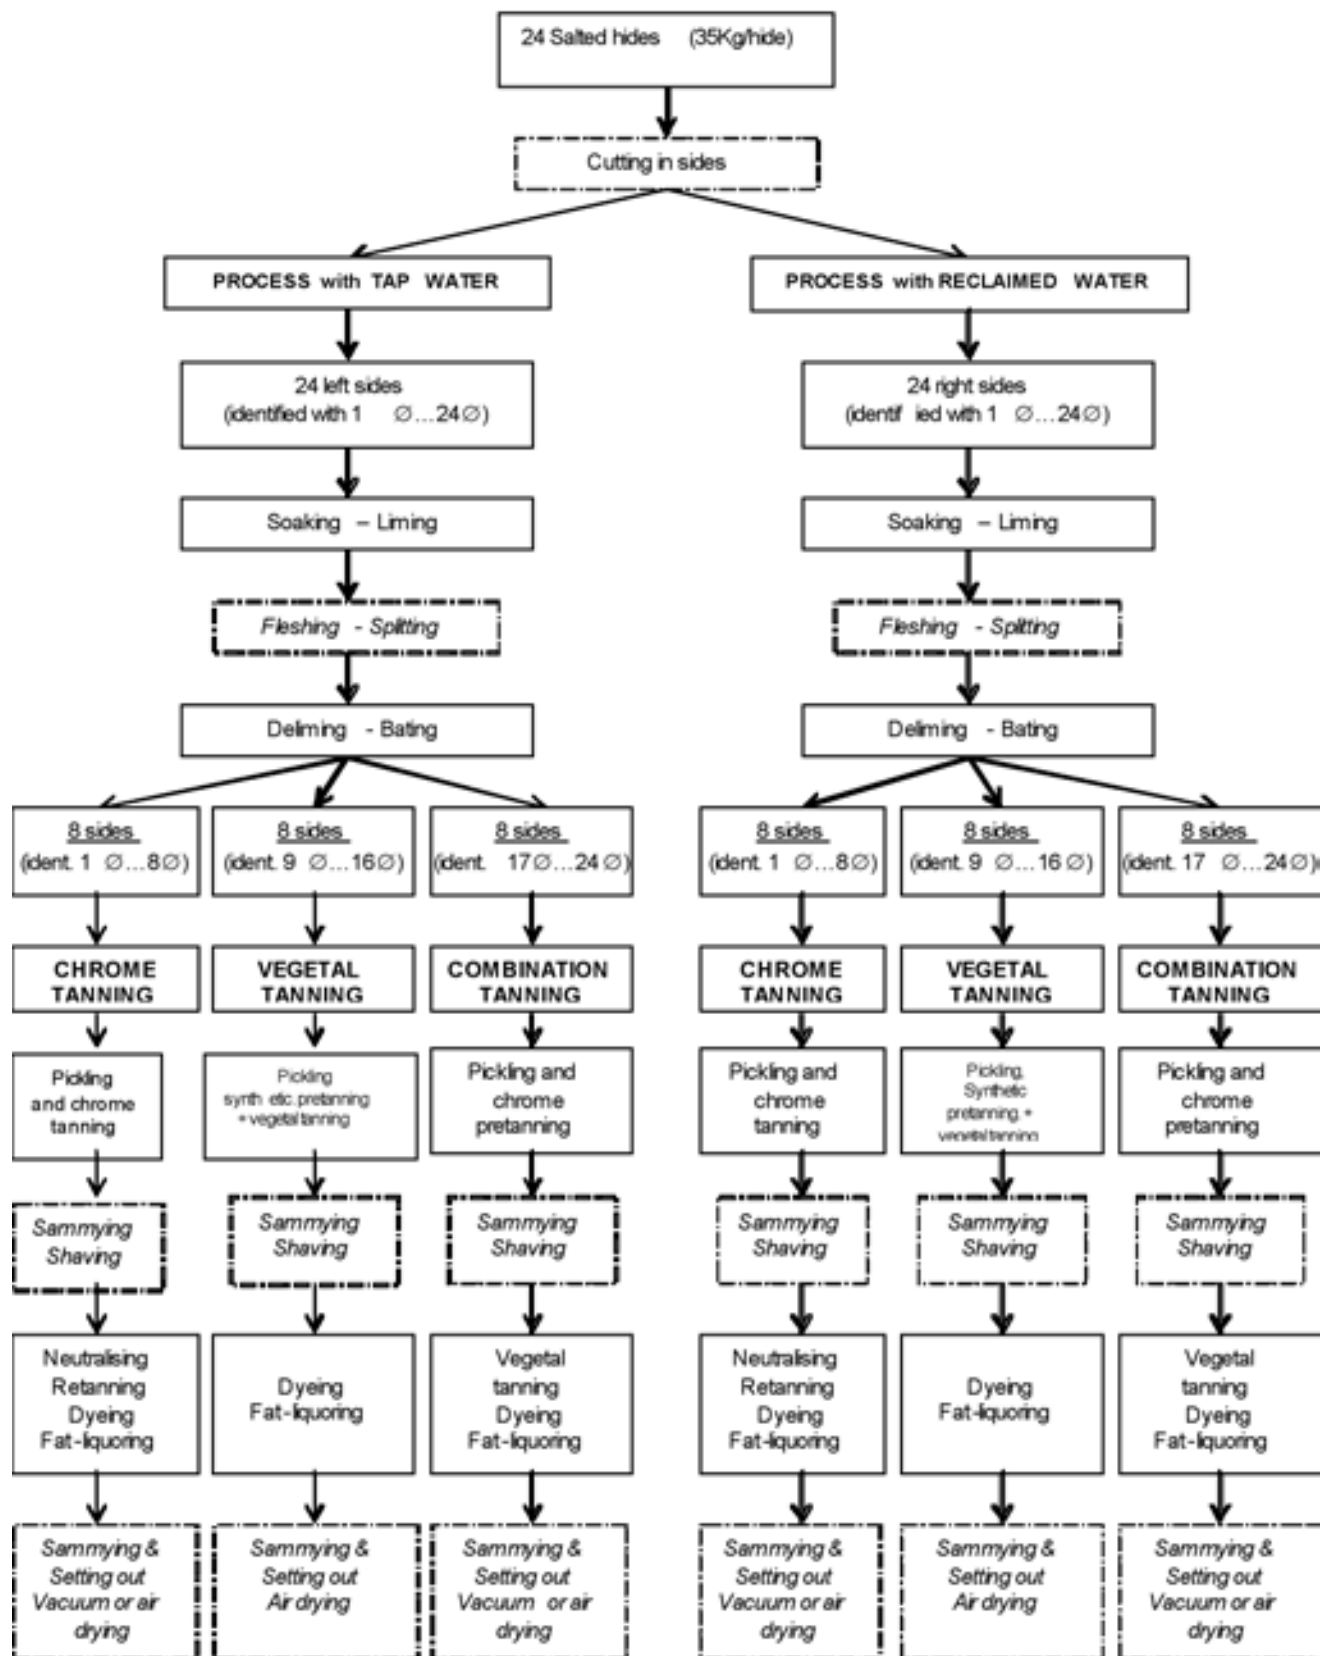 24 Salted hides (35Kg/hide)
Cutting in sides
PROCESS with TAP WATER
PROCESS with RECLAIMED WATER
24 left sides
(identified with 1 ∅...24∅)
24 right sides
(identif ied with 1 ∅...24∅)
Soaking – Liming
Soaking – Liming
Fleshing - Splitting
Fleshing - Splitting
Deliming - Bating
Deliming - Bating
8 sides
(ident. 1 ∅...8∅)
8 sides
(ident. 9 ∅...16∅)
8 sides
(ident. 17∅...24∅)
8 sides
(ident. 1 ∅...8∅)
8 sides
(ident. 9 ∅...16∅)
8 sides
(ident. 17 ∅...24∅)
CHROME
TANNING
VEGETAL
TANNING
COMBINATION
TANNING
CHROME
TANNING
VEGETAL
TANNING
COMBINATION
TANNING
Pickling
and chrome
tanning
Pickling
synth etic. pretanning
+ vegetal tanning
Pickling and
chrome
pretanning
Pickling and
chrome
tanning
Pickling,
Synthetic
pretanning. +
vegetal tanning
Pickling and
chrome
pretanning
Sammying
Shaving
Sammying
Shaving
Sammying
Shaving
Sammying
Shaving
Sammying
Shaving
Sammying
Shaving
Neutralising
Retanning
Dyeing
Fat-liquoring
Dyeing
Fat-liquoring
Vegetal
tanning
Dyeing
Fat-liquoring
Neutralising
Retanning
Dyeing
Fat-liquoring
Dyeing
Fat-liquoring
Vegetal
tanning
Dyeing
Fat-liquoring
Sammying &
Setting out
Vacuum or air
drying
Sammying &
Setting out
Air drying
Sammying &
Setting out
Vacuum or air
drying
Sammying &
Setting out
Vacuum or air
drying
Sammying &
Setting out
Air drying
Sammying &
Setting out
Vacuum or air
drying